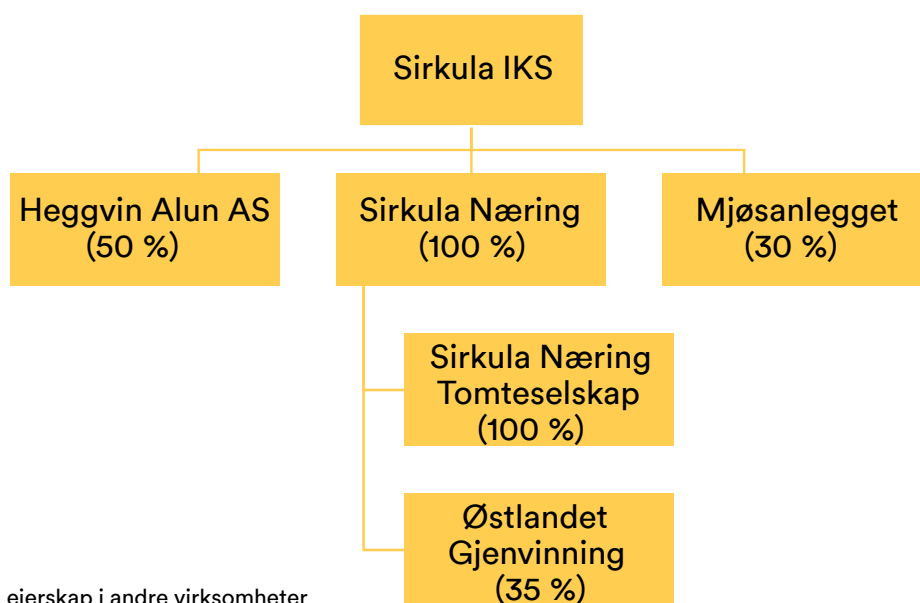 Sirkula IKS
Heggvin Alun AS
(50 %)
Sirkula Næring
(100 %)
Mjøsanlegget
(30 %)
Sirkula Næring
Tomteselskap
(100 %)
Østlandet
Gjenvinning
(35 %)
eierskap i andre virksomheter